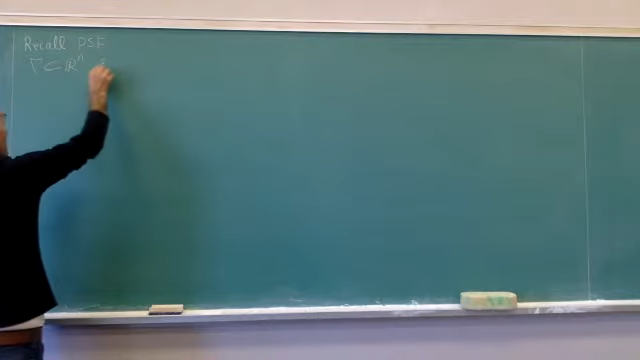 Recall PSF
Γ ⊂ ℝⁿ